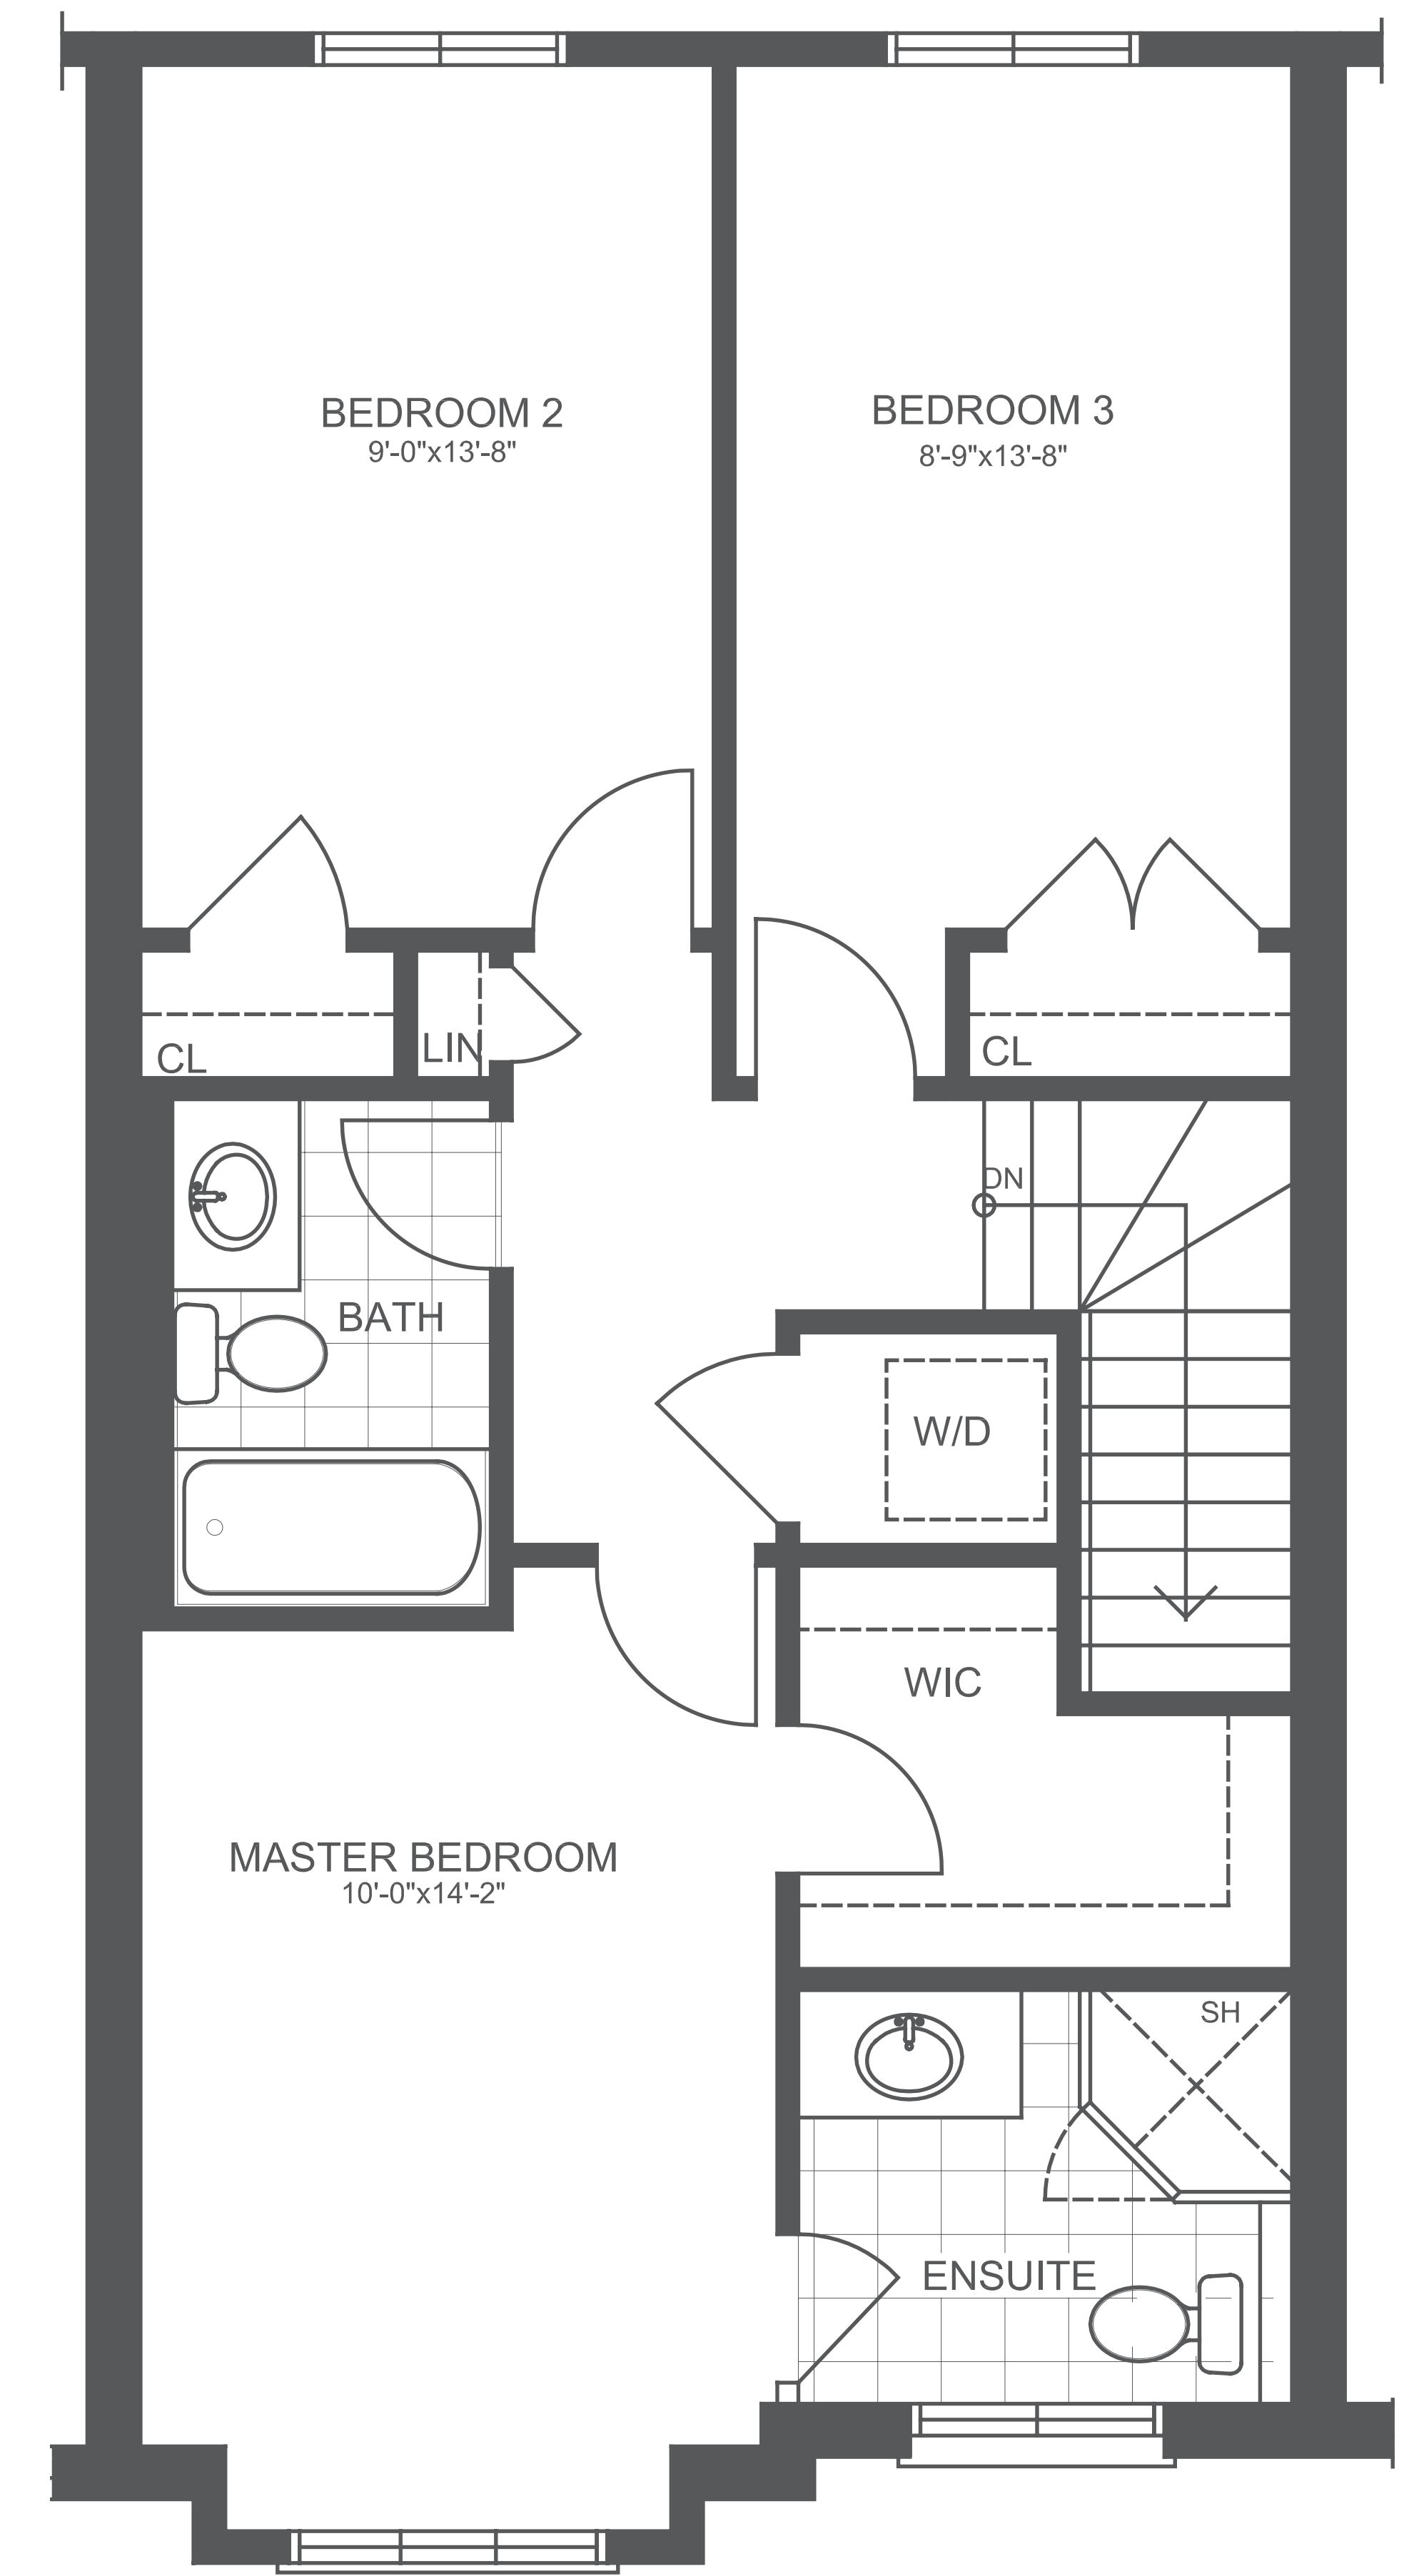 BEDROOM 2
9'-0"x13'-8"
BEDROOM 3
8'-9"x13'-8"
CL
LIN
CL
DN
BATH
W/D
WIC
MASTER BEDROOM
10'-0"x14'-2"
SH
ENSUITE